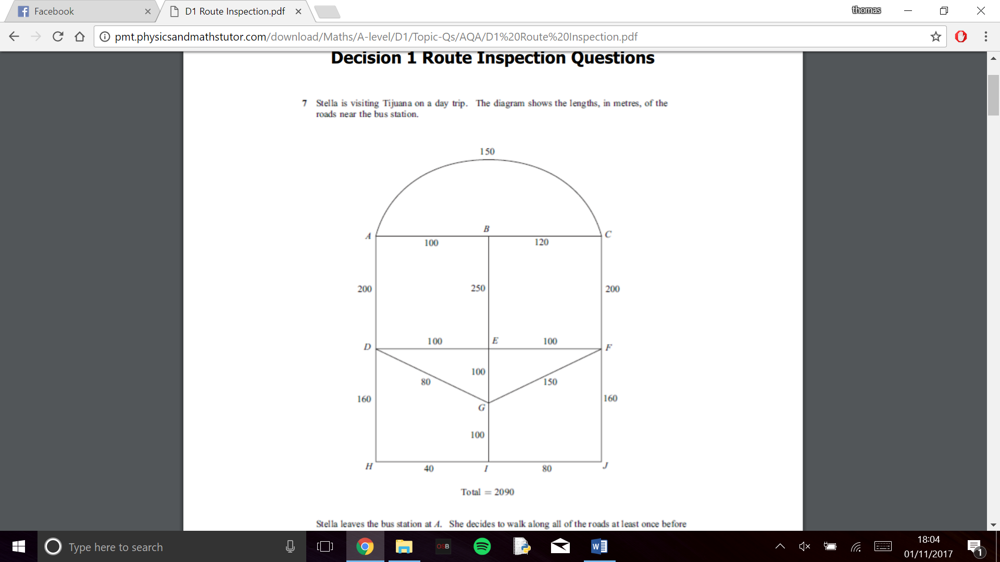 Facebook
D1 Route Inspection.pdf
thomas
pmt.physicsandmathstutor.com/download/Maths/A-level/D1/Topic-Qs/AQA/D1%20Route%20Inspection.pdf
Decision 1 Route Inspection Questions
7 Stella is visiting Tijuana on a day trip. The diagram shows the lengths, in metres, of the
roads near the bus station.
150
B
A C
100 120
200 250 200
100 E 100
D F
100
80 150
160 160
G
100
H J
40 I 80
Total = 2090
Stella leaves the bus station at A. She decides to walk along all of the roads at least once before
Type here to search
OSB
W
18:04
01/11/2017
1